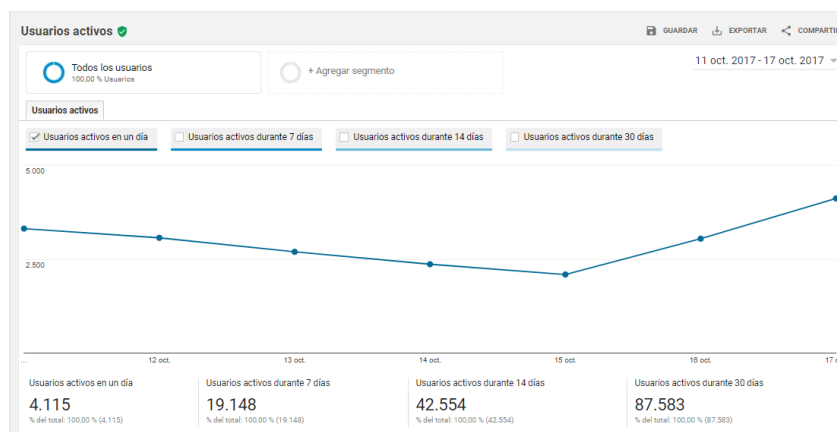 Usuarios activos
GUARDAR EXPORTAR COMPARTIR
Todos los usuarios
100,00 % Usuarios
+ Agregar segmento
11 oct. 2017 - 17 oct. 2017
Usuarios activos
Usuarios activos en un día Usuarios activos durante 7 días Usuarios activos durante 14 días Usuarios activos durante 30 días
5.000
2.500
... 12 oct. 13 oct. 14 oct. 15 oct. 16 oct. 17 o
Usuarios activos en un día Usuarios activos durante 7 días Usuarios activos durante 14 días Usuarios activos durante 30 días
4.115 19.148 42.554 87.583
% del total: 100,00 % (4.115) % del total: 100,00 % (19.148) % del total: 100,00 % (42.554) % del total: 100,00 % (87.583)